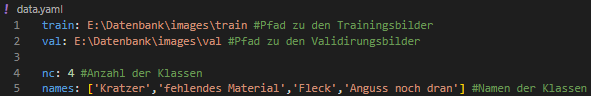 ! data.yaml
1 train: E:\Datenbank\images\train #Pfad zu den Trainingsbilder
2 val: E:\Datenbank\images\val #Pfad zu den Validirungsbilder
3
4 nc: 4 #Anzahl der Klassen
5 names: ['Kratzer','fehlendes Material','Fleck','Anguss noch dran'] #Namen der Klassen